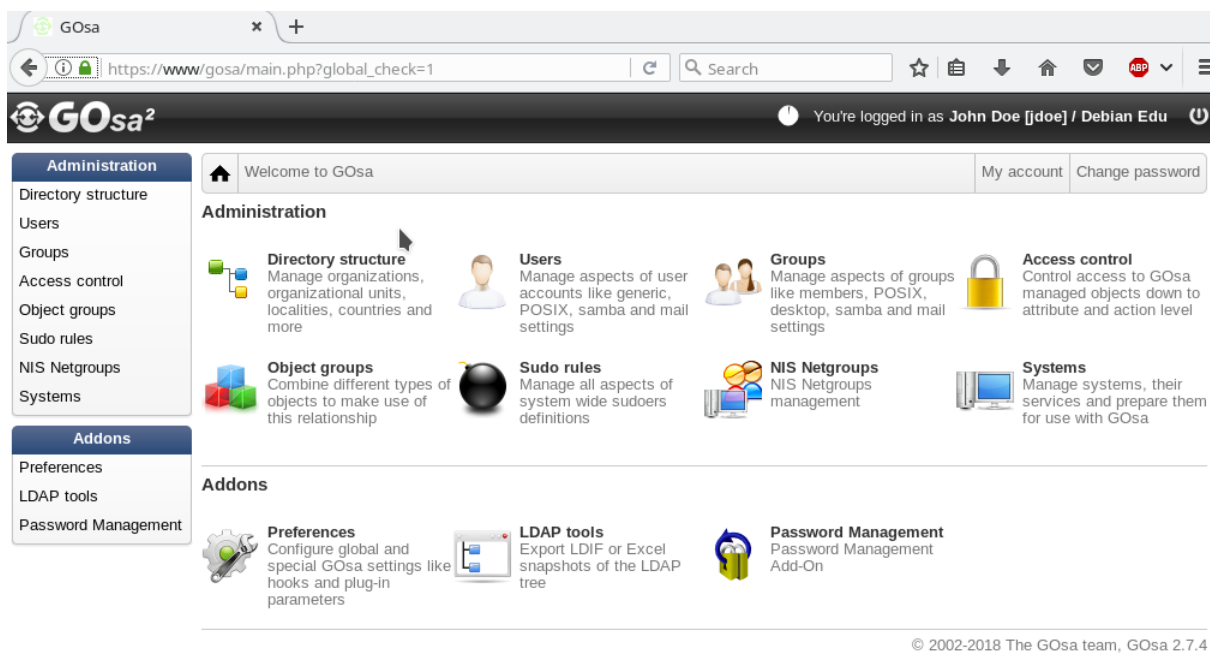 GOsa
https://www/gosa/main.php?global_check=1
Search
ABP
GOsa²
You're logged in as John Doe [jdoe] / Debian Edu
Administration
Directory structure
Users
Groups
Access control
Object groups
Sudo rules
NIS Netgroups
Systems
Addons
Preferences
LDAP tools
Password Management
Welcome to GOsa
My account
Change password
Administration
Directory structure
Manage organizations,
organizational units,
localities, countries and
more
Users
Manage aspects of user
accounts like generic,
POSIX, samba and mail
settings
Groups
Manage aspects of groups
like members, POSIX,
desktop, samba and mail
settings
Access control
Control access to GOsa
managed objects down to
attribute and action level
Object groups
Combine different types of
objects to make use of
this relationship
Sudo rules
Manage all aspects of
system wide sudoers
definitions
NIS Netgroups
NIS Netgroups
management
Systems
Manage systems, their
services and prepare them
for use with GOsa
Addons
Preferences
Configure global and
special GOsa settings like
hooks and plug-in
parameters
LDAP tools
Export LDIF or Excel
snapshots of the LDAP
tree
Password Management
Password Management
Add-On
© 2002-2018 The GOsa team, GOsa 2.7.4